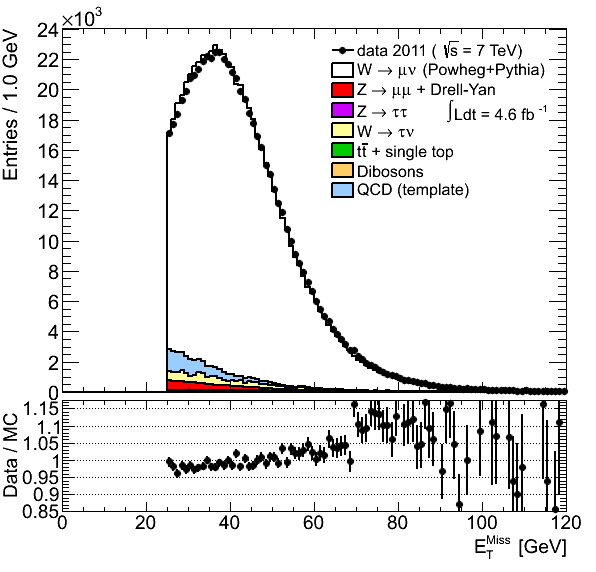 ×10³
24
22
20
18
16
14
12
10
8
6
4
2
0
Entries / 1.0 GeV
data 2011 ( √s = 7 TeV)
W → μν (Powheg+Pythia)
Z → μμ + Drell-Yan
Z → ττ
∫Ldt = 4.6 fb⁻¹
W → τν
tt̄ + single top
Dibosons
QCD (template)
1.15
1.1
1.05
1
0.95
0.9
0.85
Data / MC
0 20 40 60 80 100 120
E_T^Miss [GeV]